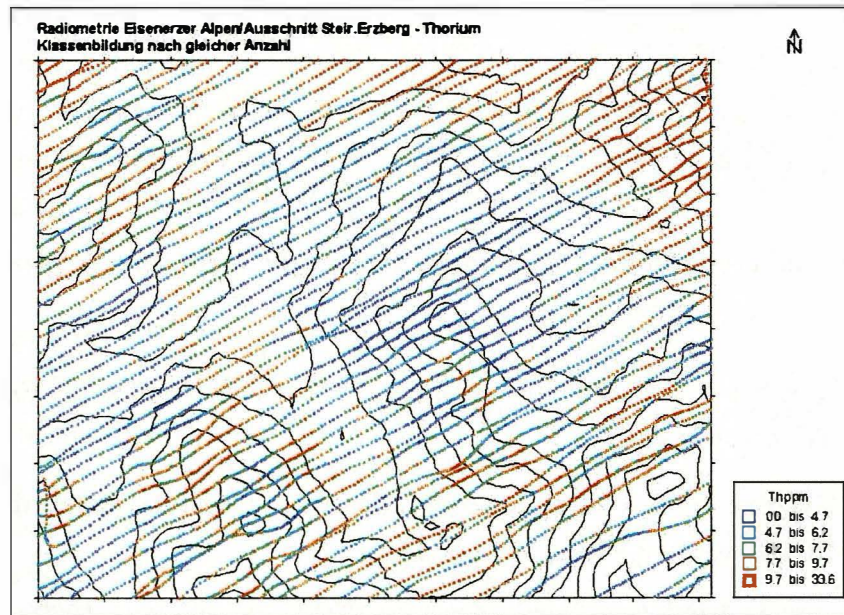 Radiometrie Eisenerzer Alpen/Ausschnitt Steir.Erzberg - Thorium
Klassenbildung nach gleicher Anzahl
N
Thppm
0.0 bis 4.7
4.7 bis 6.2
6.2 bis 7.7
7.7 bis 9.7
9.7 bis 33.6